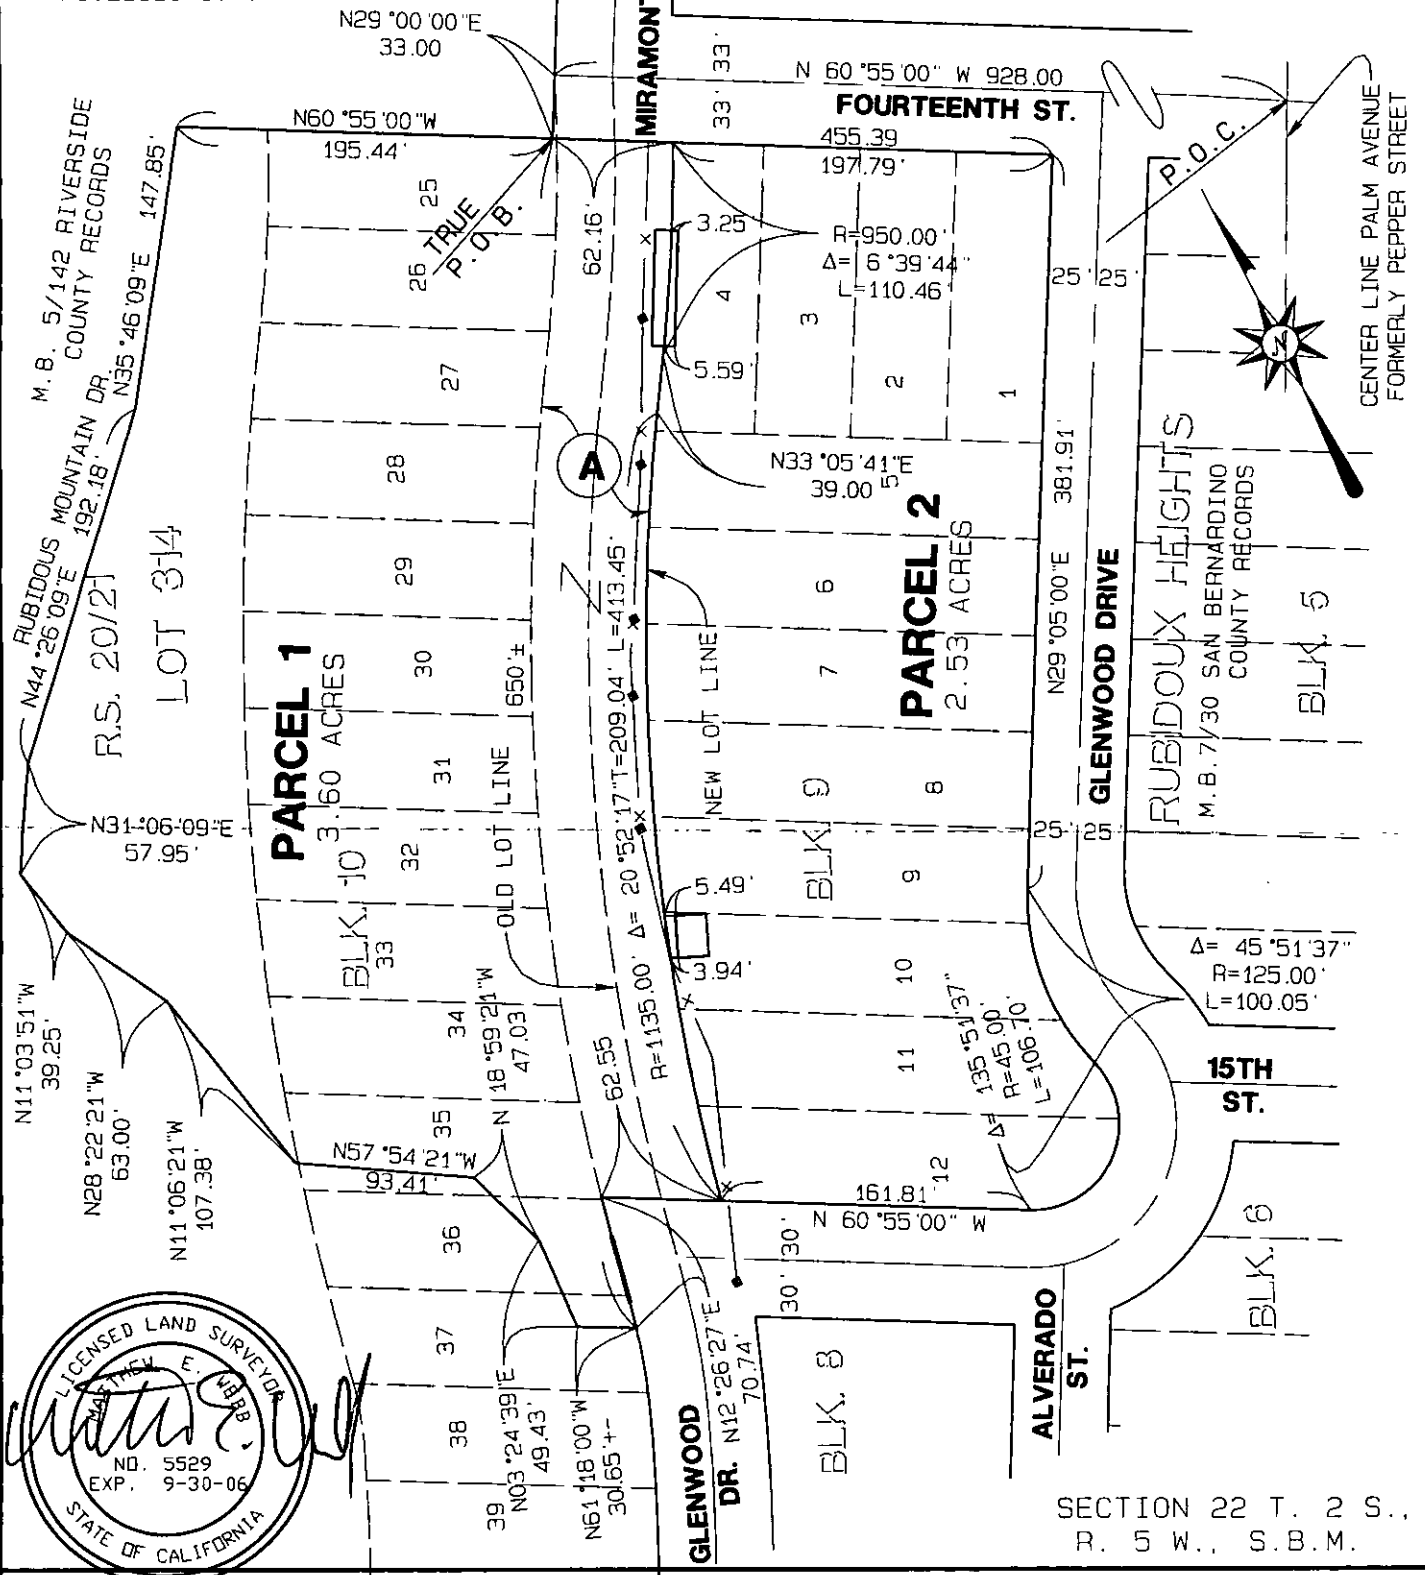 N29°00'00"E
33.00
MIRAMONT
33'
33'
N 60°55'00" W 928.00
FOURTEENTH ST.
455.39
197.79'
P.O.C.
CENTER LINE PALM AVENUE
FORMERLY PEPPER STREET
N60°55'00"W
195.44'
M.B. 5/142 RIVERSIDE
COUNTY RECORDS
N35°46'09"E 147.85'
RUBIDOUS MOUNTAIN DR.
N44°26'09"E 192.18'
R.S. 20/21
LOT 3-14
25
26
TRUE
P.O.B.
62.16'
3.25
R=950.00'
Δ= 6°39'44"
L=110.46'
5.59'
4
3
2
1
25' 25'
N
27
28
A
N33°05'41"E
39.00
5
381.91'
N29°05'00"E
GLENWOOD DRIVE
RUBIDOUX HEIGHTS
M.B.7/30 SAN BERNARDINO
COUNTY RECORDS
BLK. 5
29
30
650'±
PARCEL 1
3.60 ACRES
PARCEL 2
2.53 ACRES
6
7
8
NEW LOT LINE
OLD LOT LINE
R=1135.00' Δ= 20°52'17" T=209.04' L=413.45'
31
32
BLK. 10
33
BLK. 9
9
25' 25'
N31°06'09"E
57.95'
5.49'
3.94'
10
11
12
Δ= 45°51'37"
R=125.00'
L=100.05'
Δ= 135°51'37"
R=45.00'
L=106.70'
15TH
ST.
N11°03'51"W
39.25'
N28°22'21"W
63.00'
N11°06'21"W
107.38'
34
N 18°59'21"W
47.03'
62.55
35
N57°54'21"W
93.41'
161.81'
N 60°55'00" W
36
30'
30'
37
38
39
N03°24'39"E
49.43'
N61°18'00"W
30.65'+-
GLENWOOD
DR.
N12°26'27"E
70.74'
BLK. 8
ALVERADO
ST.
BLK. 6
LICENSED LAND SURVEYOR
MATTHEW E. WEBB
NO. 5529
EXP. 9-30-06
STATE OF CALIFORNIA
SECTION 22 T. 2 S.,
R. 5 W., S.B.M.